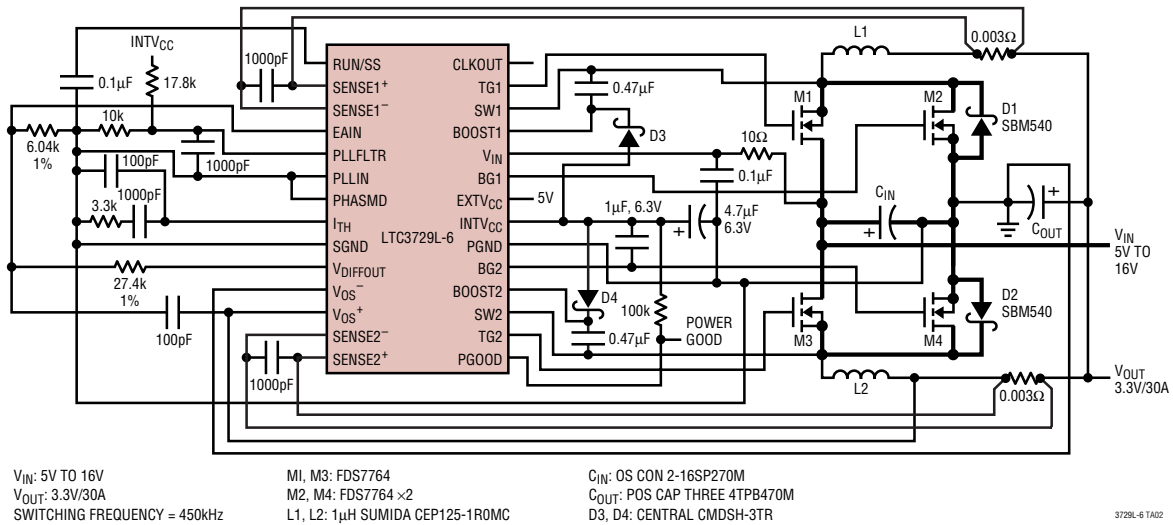 L1
0.003Ω
INTVCC
1000pF
0.1µF
17.8k
RUN/SS
SENSE1+
SENSE1–
EAIN
PLLFLTR
PLLIN
PHASMD
ITH
SGND
VDIFFOUT
VOS–
VOS+
SENSE2–
SENSE2+
LTC3729L-6
CLKOUT
TG1
SW1
BOOST1
VIN
BG1
EXTVCC
INTVCC
PGND
BG2
BOOST2
SW2
TG2
PGOOD
10k
6.04k
1%
100pF
1000pF
1000pF
3.3k
27.4k
1%
100pF
1000pF
0.47µF
D3
10Ω
0.1µF
5V
1µF, 6.3V
4.7µF
6.3V
+
D4
0.47µF
100k
POWER
GOOD
M1
M2
D1
SBM540
CIN
+
+
COUT
VIN
5V TO
16V
M3
M4
D2
SBM540
L2
0.003Ω
VOUT
3.3V/30A
VIN: 5V TO 16V
VOUT: 3.3V/30A
SWITCHING FREQUENCY = 450kHz
MI, M3: FDS7764
M2, M4: FDS7764 ×2
L1, L2: 1µH SUMIDA CEP125-1R0MC
CIN: OS CON 2-16SP270M
COUT: POS CAP THREE 4TPB470M
D3, D4: CENTRAL CMDSH-3TR
3729L-6 TA02